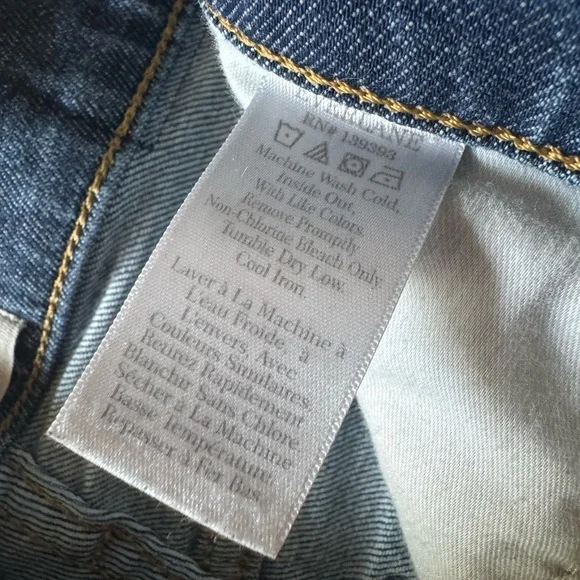 RN# 139393
Machine Wash Cold,
Inside Out,
With Like Colors.
Remove Promptly
Non-Chlorine Bleach Only
Tumble Dry Low.
Cool Iron.
Laver à La Machine à
L'eau Froide, à
L'envers, Avec
Couleurs Similaires.
Retirez Rapidement
Blanchir Sans Chlore.
Sécher à La Machine
Basse Température.
Repasser à Fer Bas.